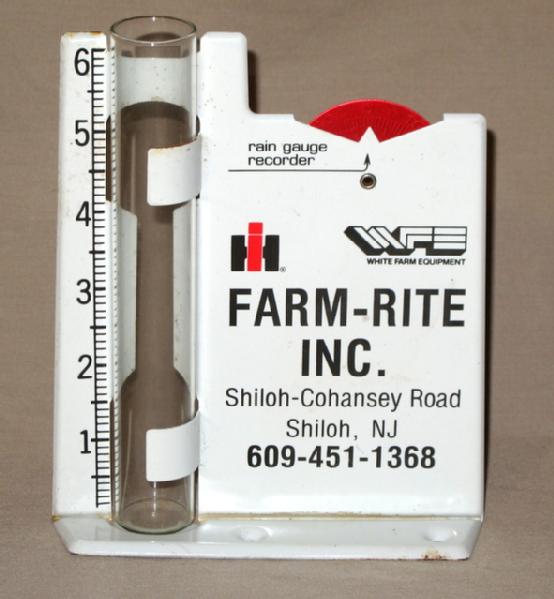 6
5
4
3
2
1
rain gauge
recorder
IH
WFE
WHITE FARM EQUIPMENT
FARM-RITE
INC.
Shiloh-Cohansey Road
Shiloh, NJ
609-451-1368